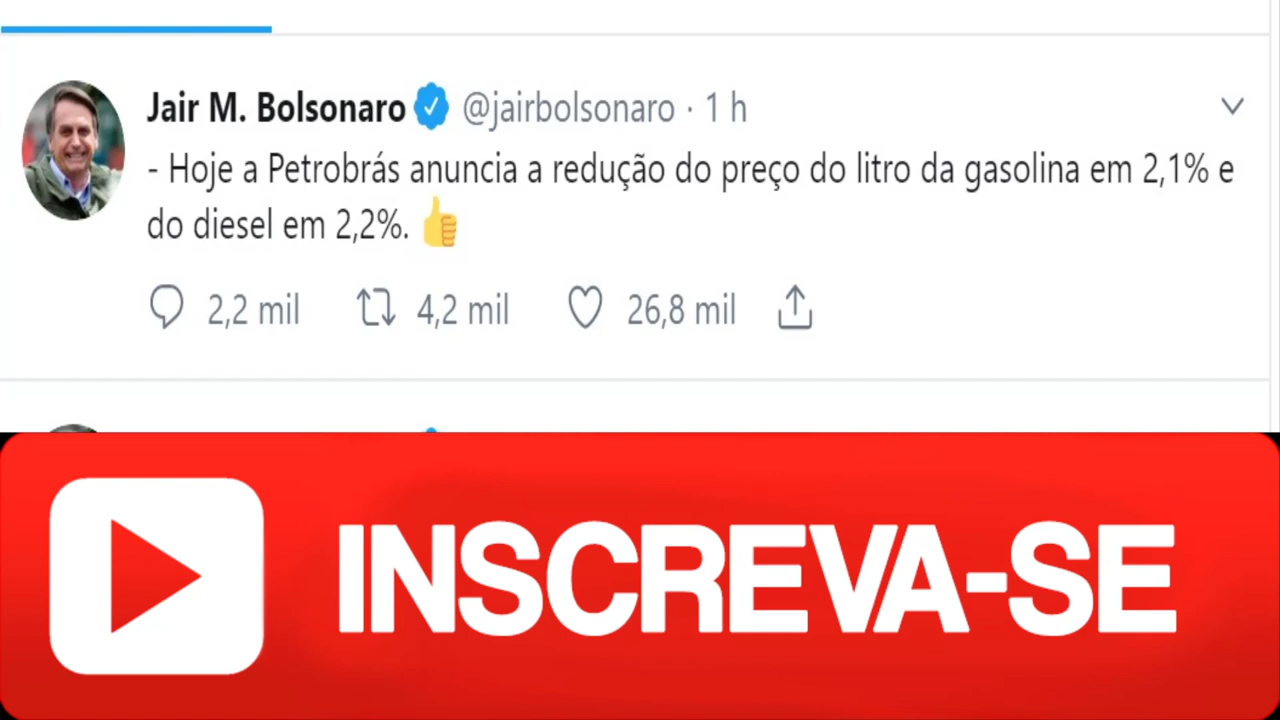 Jair M. Bolsonaro @jairbolsonaro · 1 h
- Hoje a Petrobrás anuncia a redução do preço do litro da gasolina em 2,1% e
do diesel em 2,2%. 👍
2,2 mil 4,2 mil 26,8 mil
INSCREVA-SE